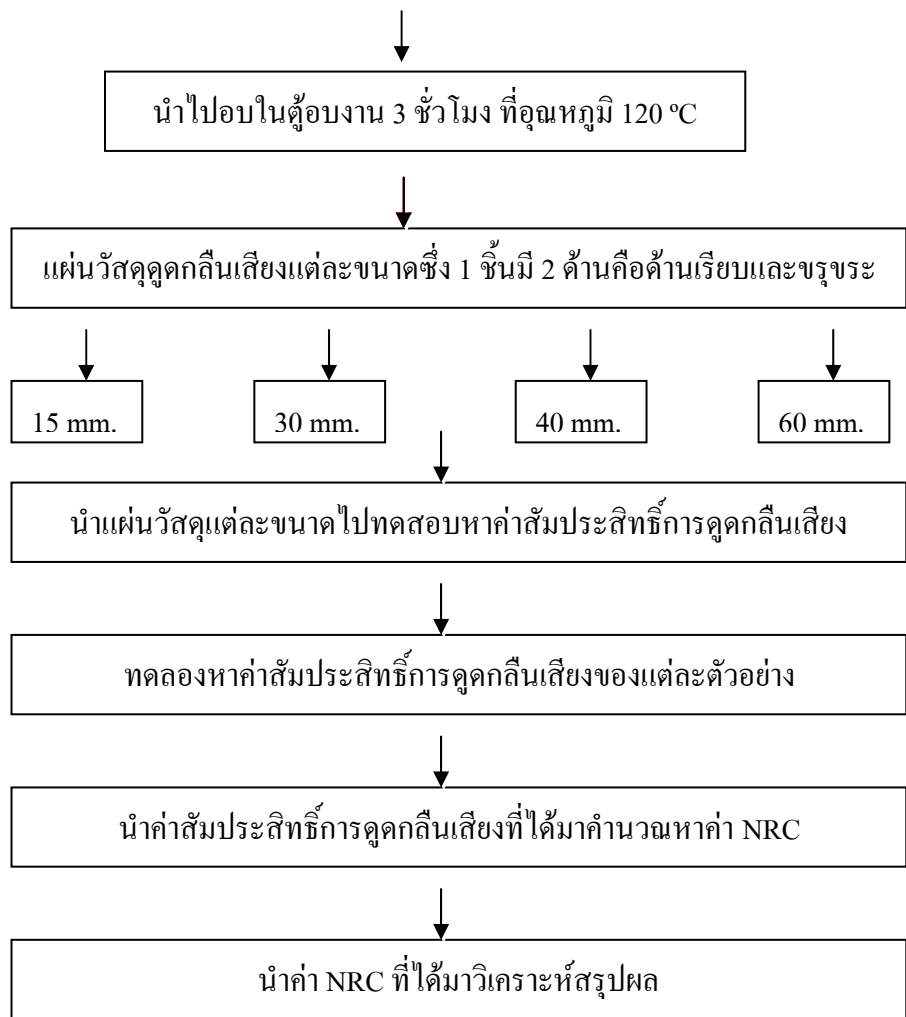 นำไปอบในตู้อบงาน 3 ชั่วโมง ที่อุณหภูมิ 120 ºC
แผ่นวัสดุดูดกลืนเสียงแต่ละขนาดซึ่ง 1 ชิ้นมี 2 ด้านคือด้านเรียบและขรุขระ
15 mm.
30 mm.
40 mm.
60 mm.
นำแผ่นวัสดุแต่ละขนาดไปทดสอบหาค่าสัมประสิทธิ์การดูดกลืนเสียง
ทดลองหาค่าสัมประสิทธิ์การดูดกลืนเสียงของแต่ละตัวอย่าง
นำค่าสัมประสิทธิ์การดูดกลืนเสียงที่ได้มาคำนวณหาค่า NRC
นำค่า NRC ที่ได้มาวิเคราะห์สรุปผล